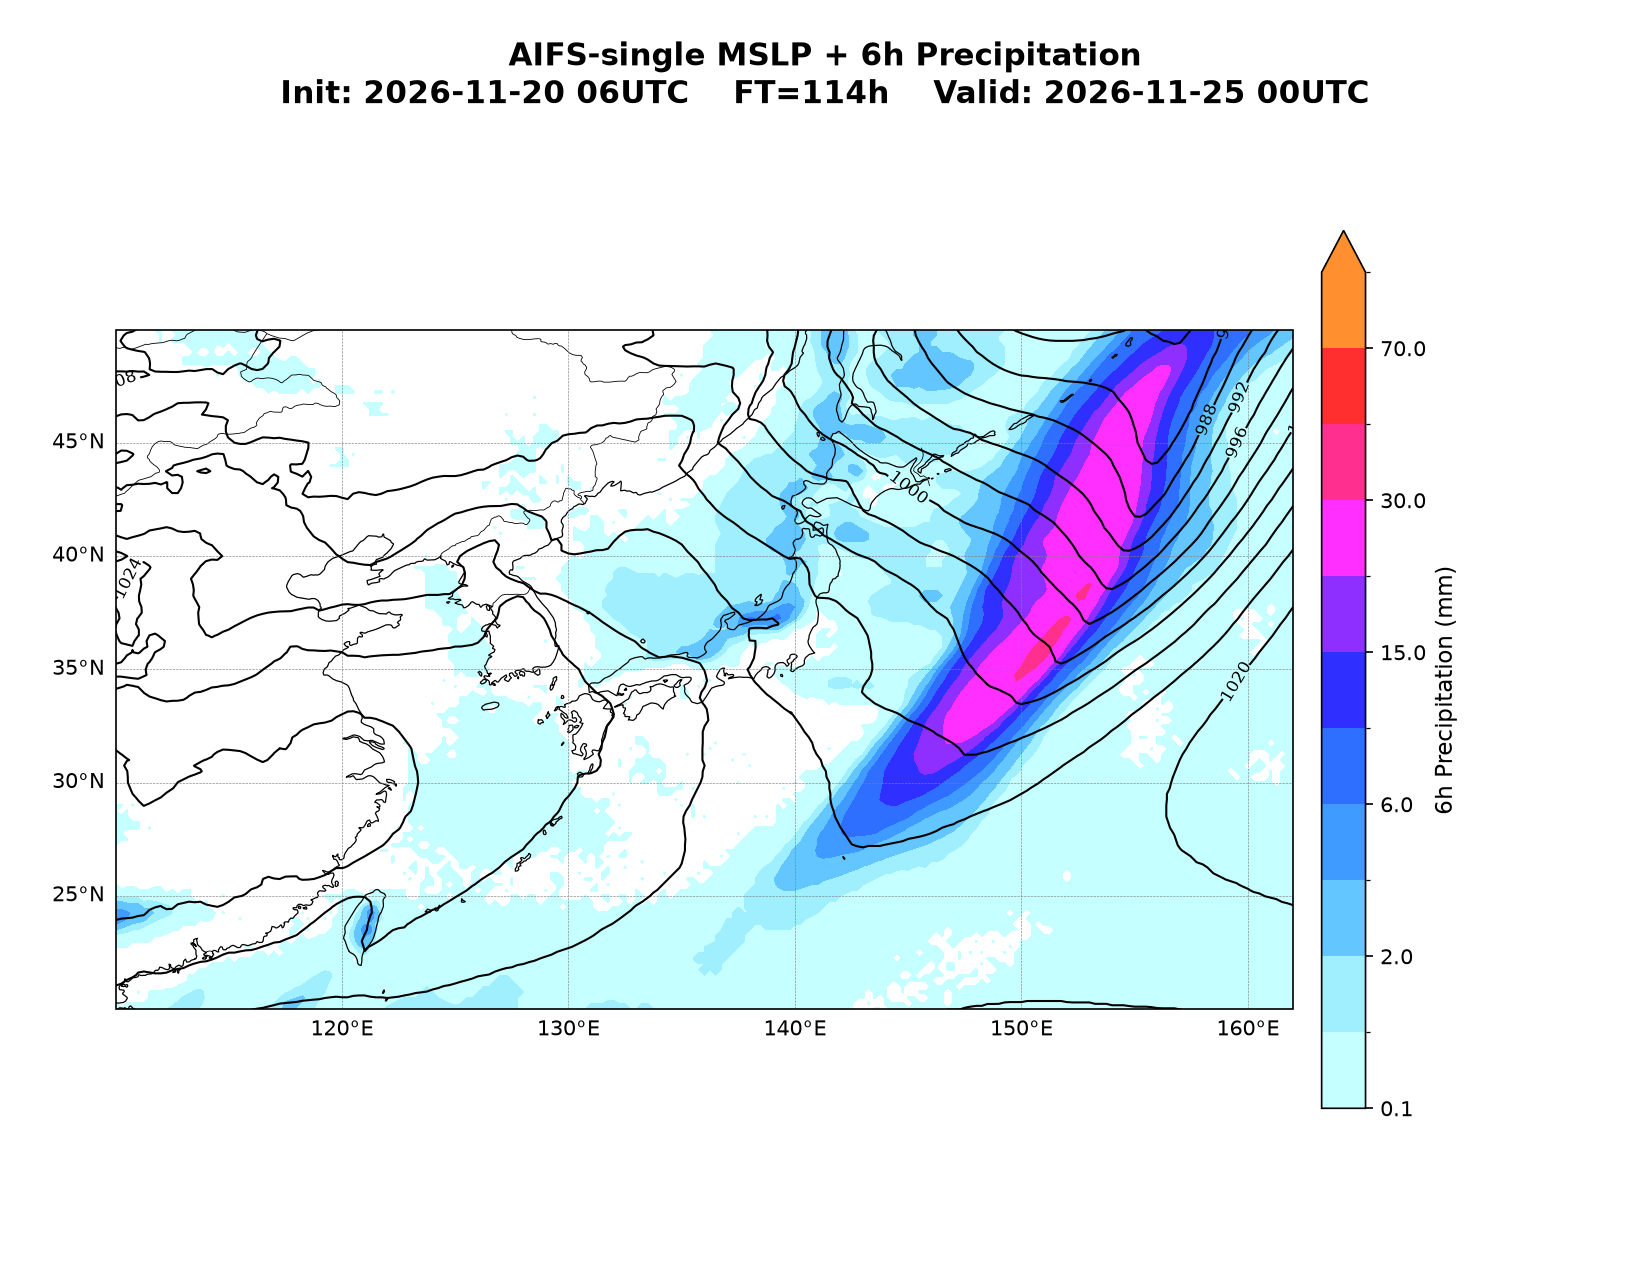 AIFS-single MSLP + 6h Precipitation
Init: 2026-11-20 06UTC    FT=114h    Valid: 2026-11-25 00UTC
45°N
40°N
35°N
30°N
25°N
120°E
130°E
140°E
150°E
160°E
1024
1000
988
992
996
1020
70.0
30.0
15.0
6.0
2.0
0.1
6h Precipitation (mm)